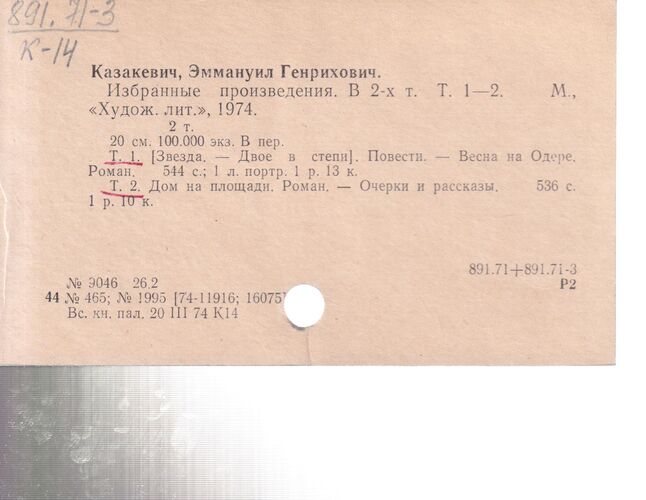 891.71-3
К-14
Казакевич, Эммануил Генрихович.
Избранные произведения. В 2-х т. Т. 1—2. М.,
«Худож. лит.», 1974.
2 т.
20 см. 100.000 экз. В пер.
Т. 1. [Звезда. — Двое в степи]. Повести. — Весна на Одере.
Роман. 544 с.; 1 л. портр. 1 р. 13 к.
Т. 2. Дом на площади. Роман. — Очерки и рассказы. 536 с.
1 р. 10 к.
891.71+891.71-3
Р2
№ 9046 26.2
44 № 465; № 1995 [74-11916; 16075]
Вс. кн. пал. 20 III 74 К14